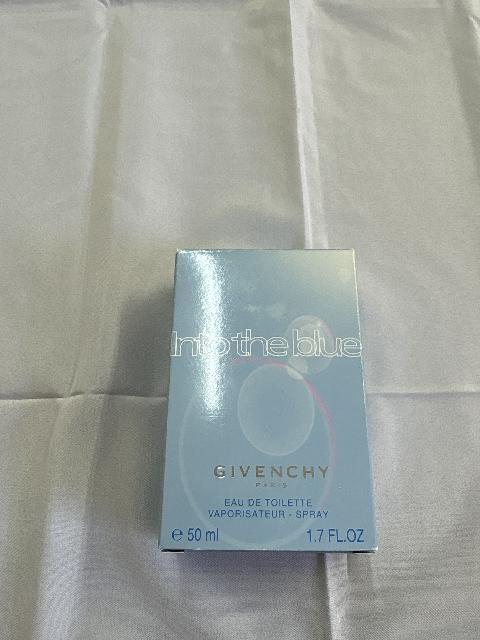 Into the blue
GIVENCHY
PARIS
EAU DE TOILETTE
VAPORISATEUR - SPRAY
℮ 50 ml 1.7 FL.OZ